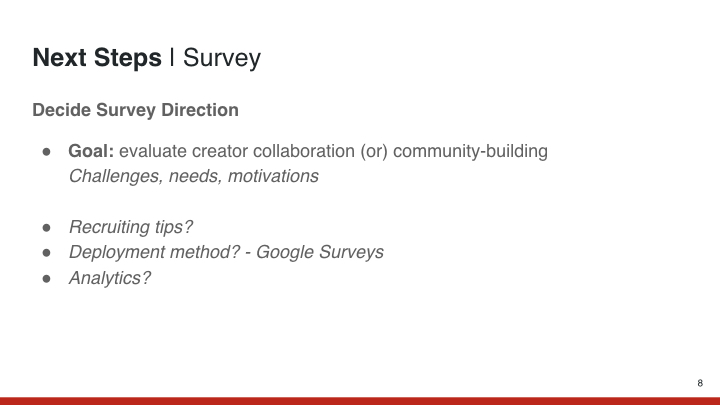 Next Steps | Survey
Decide Survey Direction
● Goal: evaluate creator collaboration (or) community-building
Challenges, needs, motivations
● Recruiting tips?
● Deployment method? - Google Surveys
● Analytics?
8